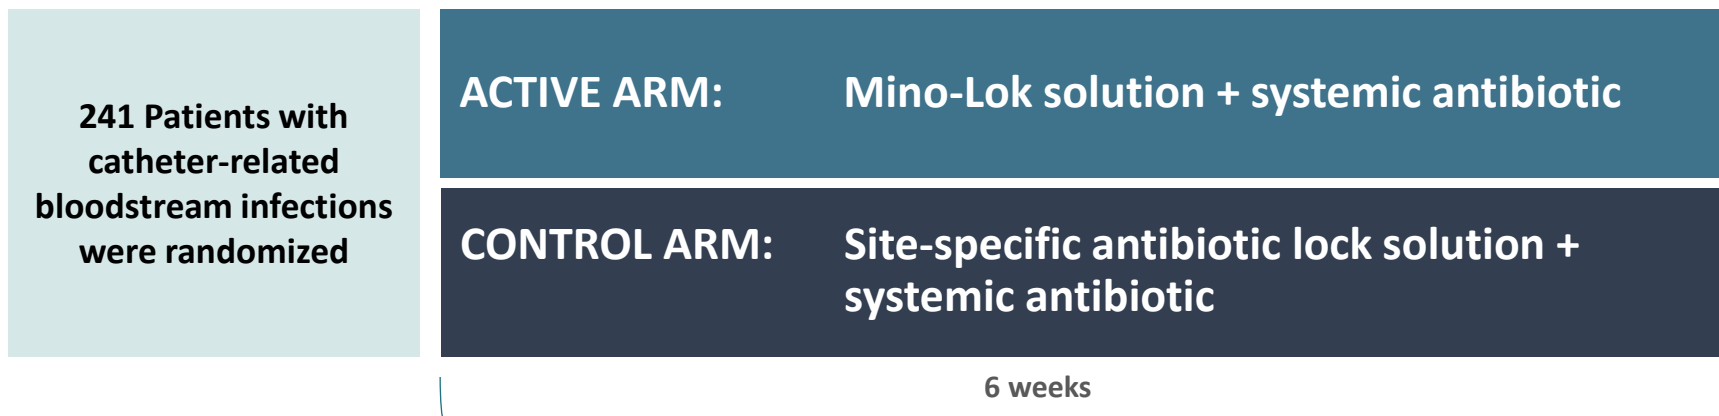 241 Patients with
catheter-related
bloodstream infections
were randomized
ACTIVE ARM: Mino-Lok solution + systemic antibiotic
CONTROL ARM: Site-specific antibiotic lock solution +
systemic antibiotic
6 weeks